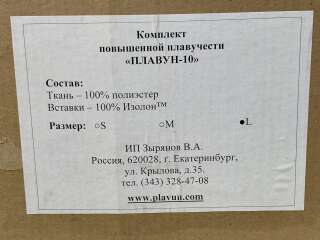 Комплект
повышенной плавучести
«ПЛАВУН-10»
Состав:
Ткань – 100% полиэстер
Вставки – 100% Изолон™
Размер: ○S ○M ●L
ИП Зырянов В.А.
Россия, 620028, г. Екатеринбург,
ул. Крылова, д.35.
тел. (343) 328-47-08
www.plavun.com